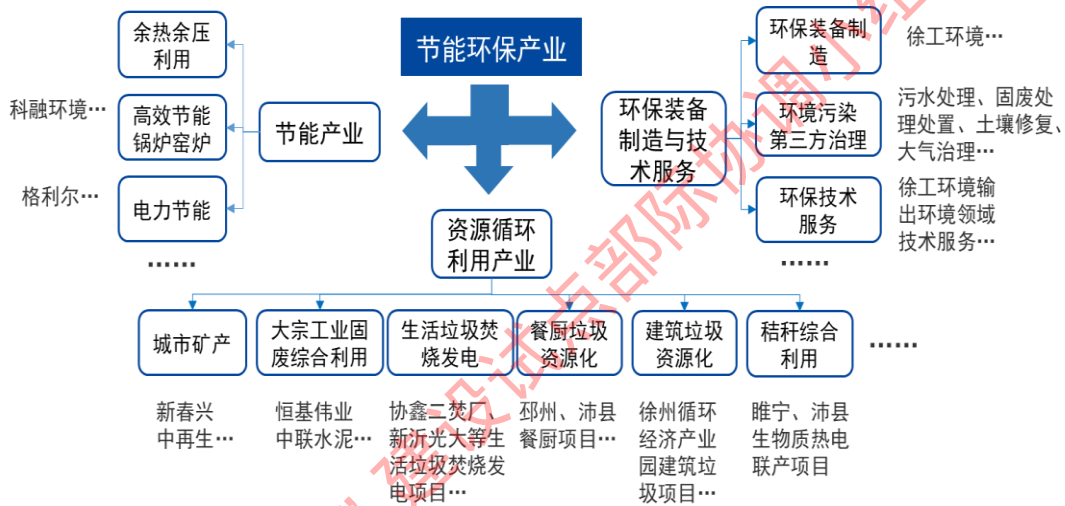 节能环保产业
余热余压
利用
科融环境…
高效节能
锅炉窑炉
格利尔…
电力节能
……
节能产业
环保装备
制造与技
术服务
环保装备制
造
徐工环境…
环境污染
第三方治理
污水处理、固废处
理处置、土壤修复、
大气治理…
环保技术
服务
徐工环境输
出环境领域
技术服务…
……
资源循环
利用产业
城市矿产
新春兴
中再生…
大宗工业固
废综合利用
恒基伟业
中联水泥…
生活垃圾焚
烧发电
协鑫二焚厂、
新沂光大等生
活垃圾焚烧发
电项目…
餐厨垃圾
资源化
邳州、沛县
餐厨项目…
建筑垃圾
资源化
徐州循环
经济产业
园建筑垃
圾项目…
秸秆综合
利用
睢宁、沛县
生物质热电
联产项目
……
建设试点部际协调小组